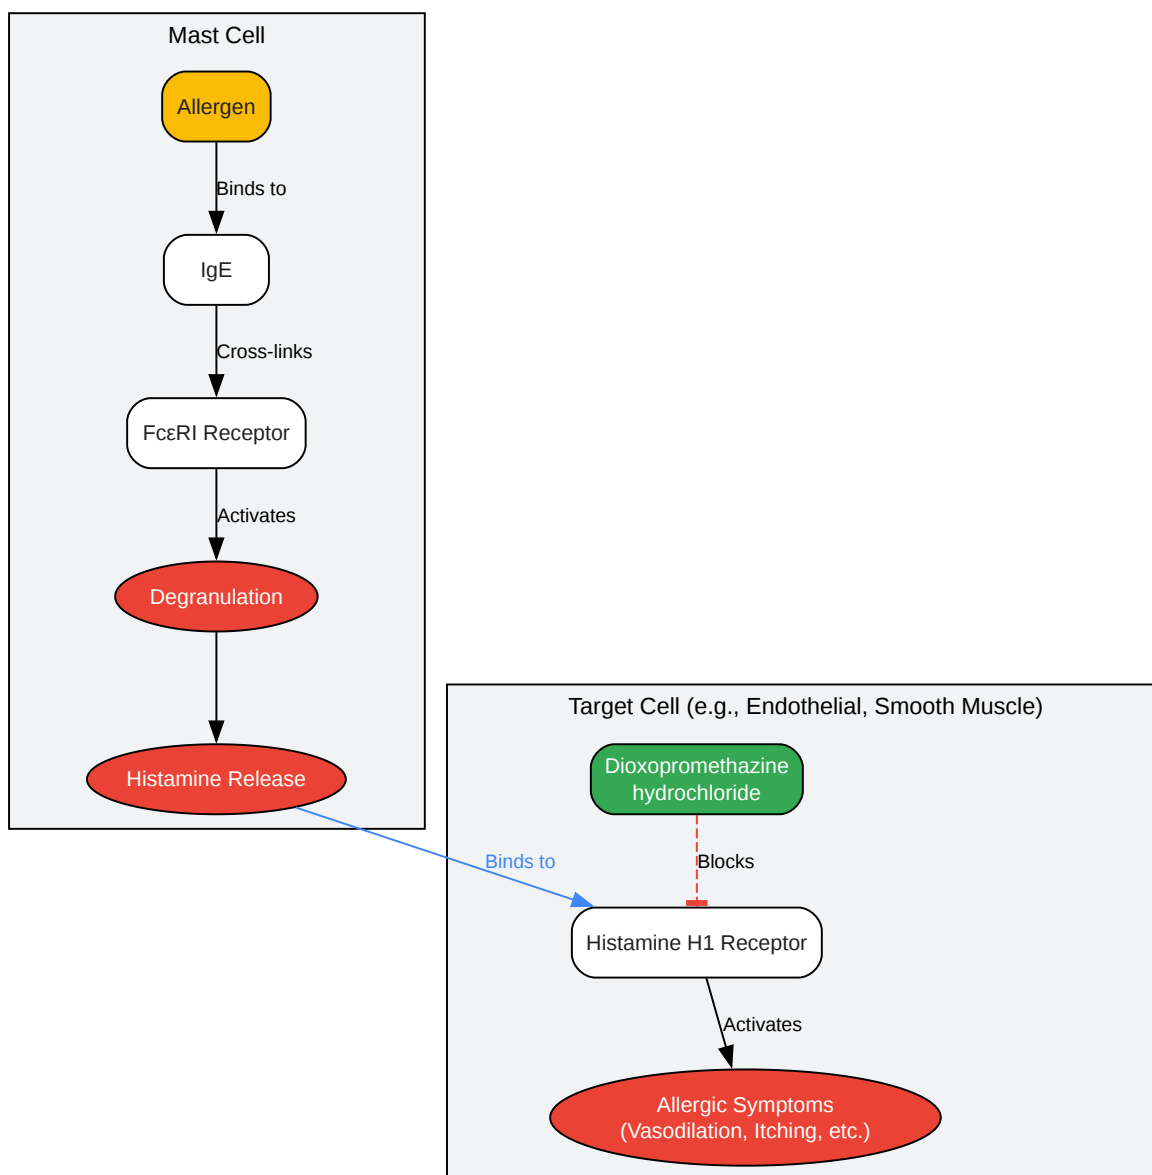 Mast Cell
Allergen
Binds to
IgE
Cross-links
FcεRI Receptor
Activates
Degranulation
Histamine Release
Target Cell (e.g., Endothelial, Smooth Muscle)
Dioxopromethazine
hydrochloride
Binds to
Blocks
Histamine H1 Receptor
Activates
Allergic Symptoms
(Vasodilation, Itching, etc.)